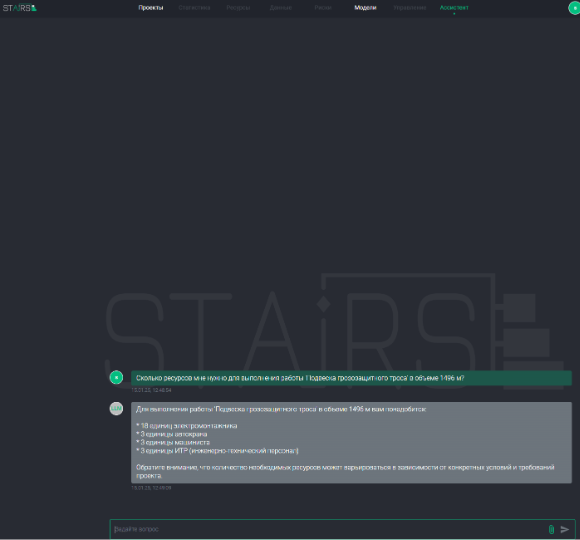 STAIRS
Проекты Статистика Ресурсы Данные Риски Модели Управление Ассистент
STAIRS
Сколько ресурсов мне нужно для выполнения работы 'Подвеска грозозащитного троса' в объеме 1496 м?
LLM
Для выполнения работы 'Подвеска грозозащитного троса' в объеме 1496 м вам понадобится:
* 18 единиц электромонтажника
* 3 единицы автокрана
* 3 единицы машиниста
* 3 единицы ИТР (инженерно-технический персонал)
Обратите внимание, что количество необходимых ресурсов может варьироваться в зависимости от конкретных условий и требований
проекта.
Задайте вопрос